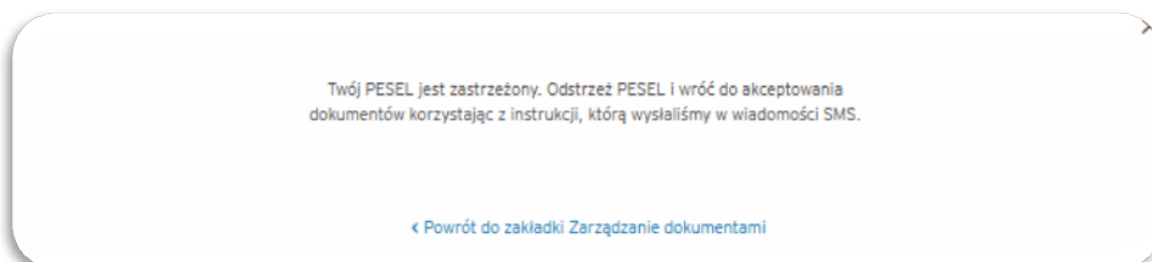 Twój PESEL jest zastrzeżony. Odstrzeż PESEL i wróć do akceptowania
dokumentów korzystając z instrukcji, którą wysłaliśmy w wiadomości SMS.
< Powrót do zakładki Zarządzanie dokumentami